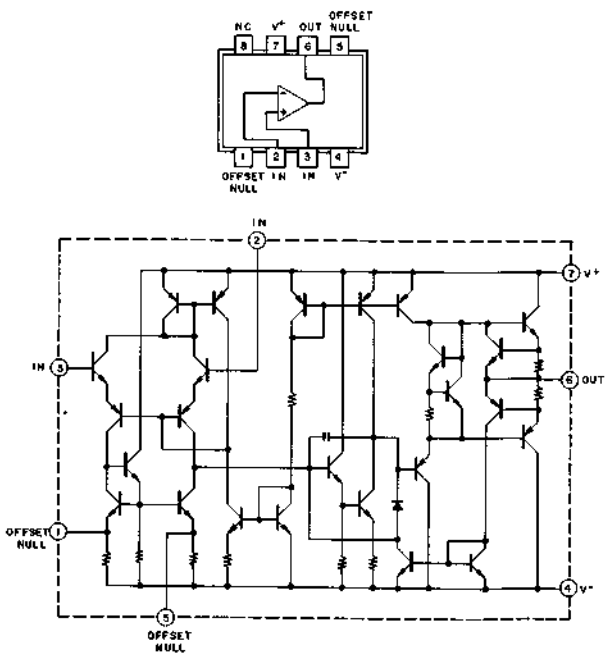 OFFSET
NC V+ OUT NULL
8 7 6 5
-
+
1 2 3 4
OFFSET IN IN V-
NULL
IN
2
7 V+
IN 3
6 OUT
OFFSET
NULL 1
4 V-
5
OFFSET
NULL